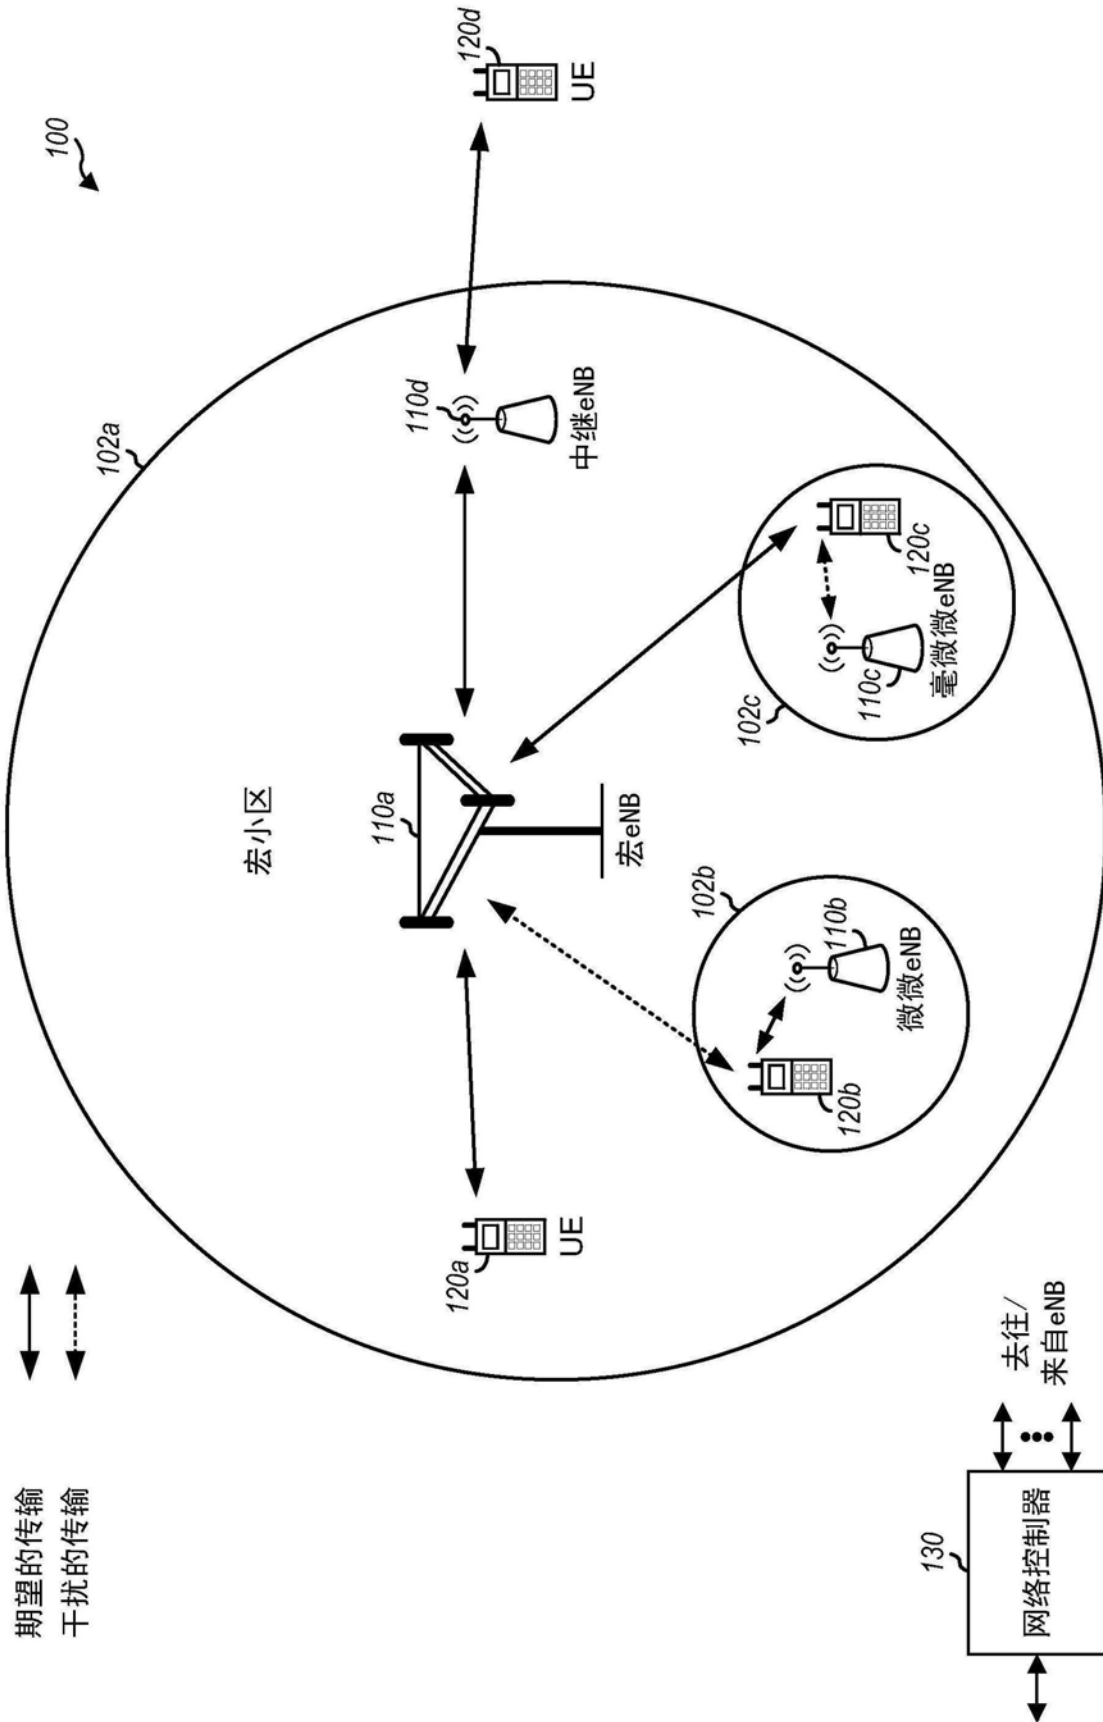 期望的传输
干扰的传输
100
102a
宏小区
110a
宏eNB
120a
UE
110d
中继eNB
120d
UE
102b
110b
微微eNB
120b
102c
110c
毫微微eNB
120c
130
网络控制器
去往/
来自eNB